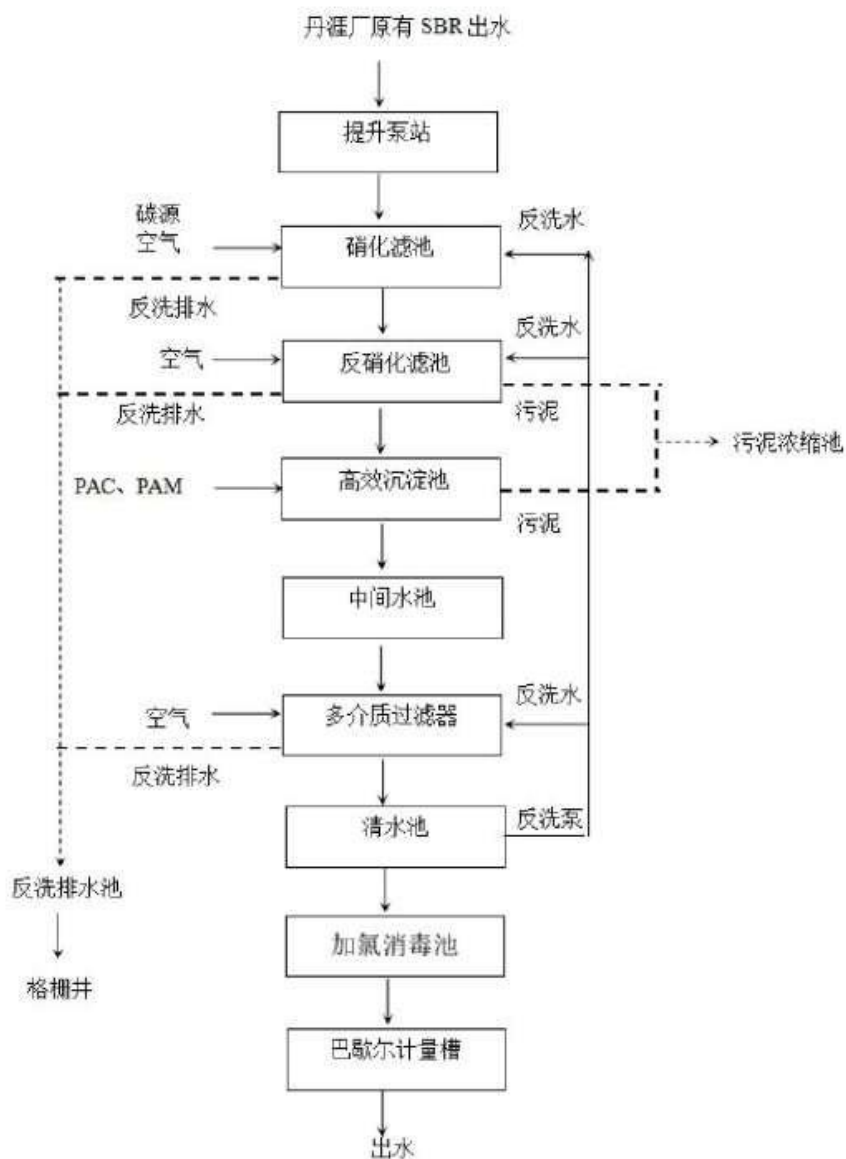 丹涯厂原有 SBR 出水
提升泵站
碳源
空气
反洗水
硝化滤池
反洗排水
反洗水
空气
反硝化滤池
反洗排水
污泥
污泥浓缩池
PAC、PAM
高效沉淀池
污泥
中间水池
反洗水
空气
多介质过滤器
反洗排水
清水池
反洗泵
反洗排水池
加氯消毒池
格栅井
巴歇尔计量槽
出水